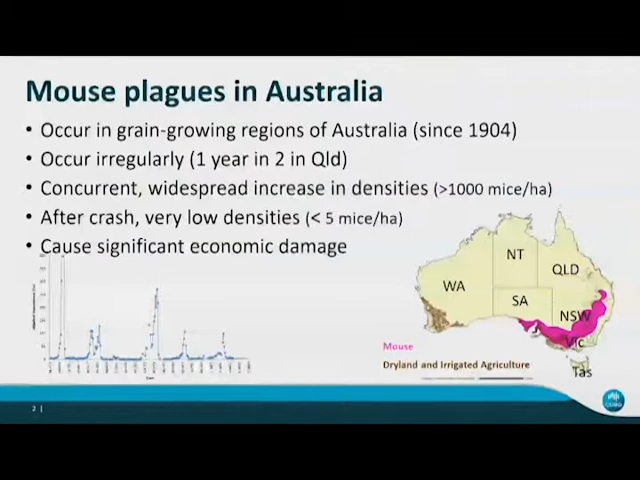 Mouse plagues in Australia
• Occur in grain-growing regions of Australia (since 1904)
• Occur irregularly (1 year in 2 in Qld)
• Concurrent, widespread increase in densities (>1000 mice/ha)
• After crash, very low densities (< 5 mice/ha)
• Cause significant economic damage
NT
QLD
WA
SA
NSW
Vic
Tas
Mouse
Dryland and Irrigated Agriculture
2 |